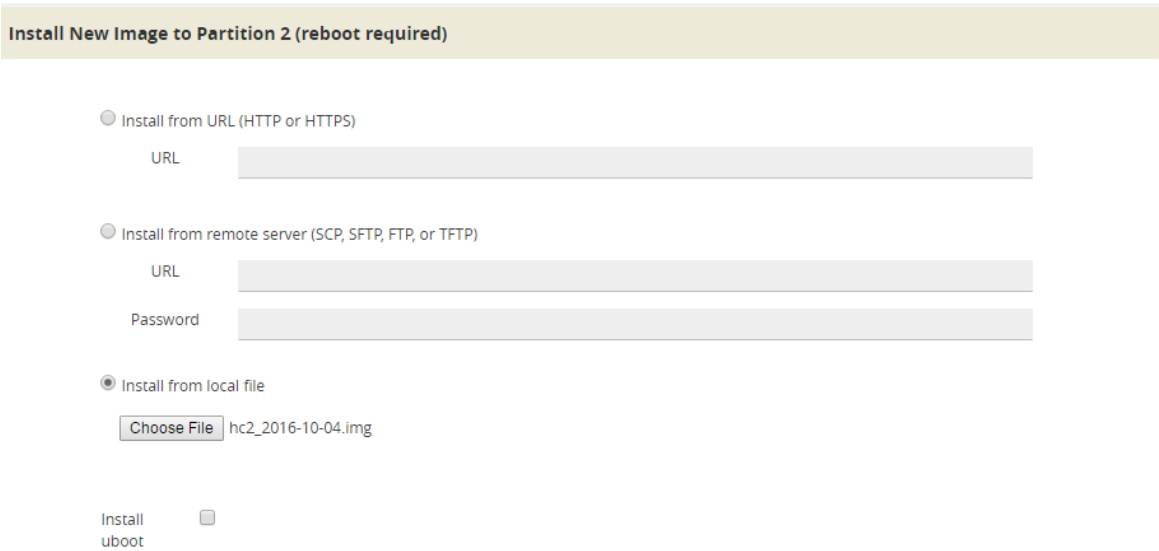 Install New Image to Partition 2 (reboot required)
Install from URL (HTTP or HTTPS)
URL
Install from remote server (SCP, SFTP, FTP, or TFTP)
URL
Password
Install from local file
Choose File hc2_2016-10-04.img
Install
uboot